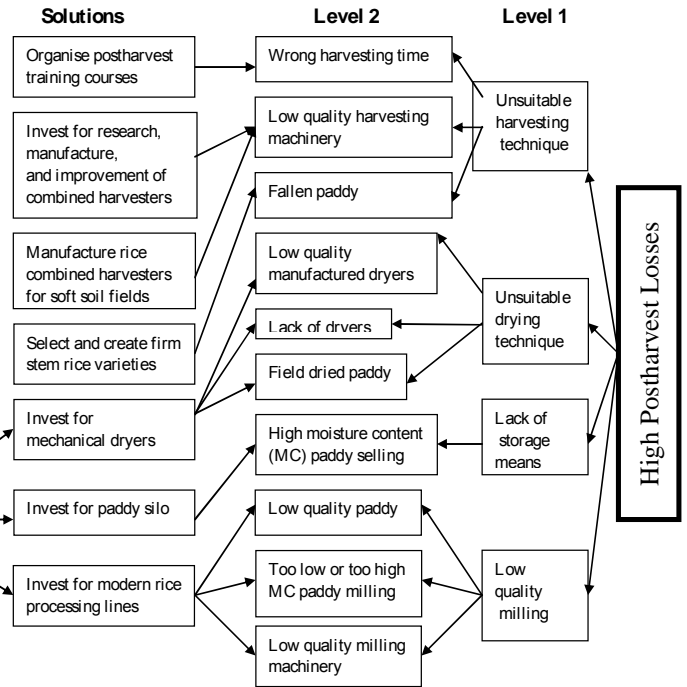 Solutions
Level 2
Level 1
Organise postharvest
training courses
Invest for research,
manufacture,
and improvement of
combined harvesters
Manufacture rice
combined harvesters
for soft soil fields
Select and create firm
stem rice varieties
Invest for
mechanical dryers
Invest for paddy silo
Invest for modern rice
processing lines
Wrong harvesting time
Low quality harvesting
machinery
Fallen paddy
Low quality
manufactured dryers
Lack of dryers
Field dried paddy
High moisture content
(MC) paddy selling
Low quality paddy
Too low or too high
MC paddy milling
Low quality milling
machinery
Unsuitable
harvesting
technique
Unsuitable
drying
technique
Lack of
storage
means
Low
quality
milling
High Postharvest Losses